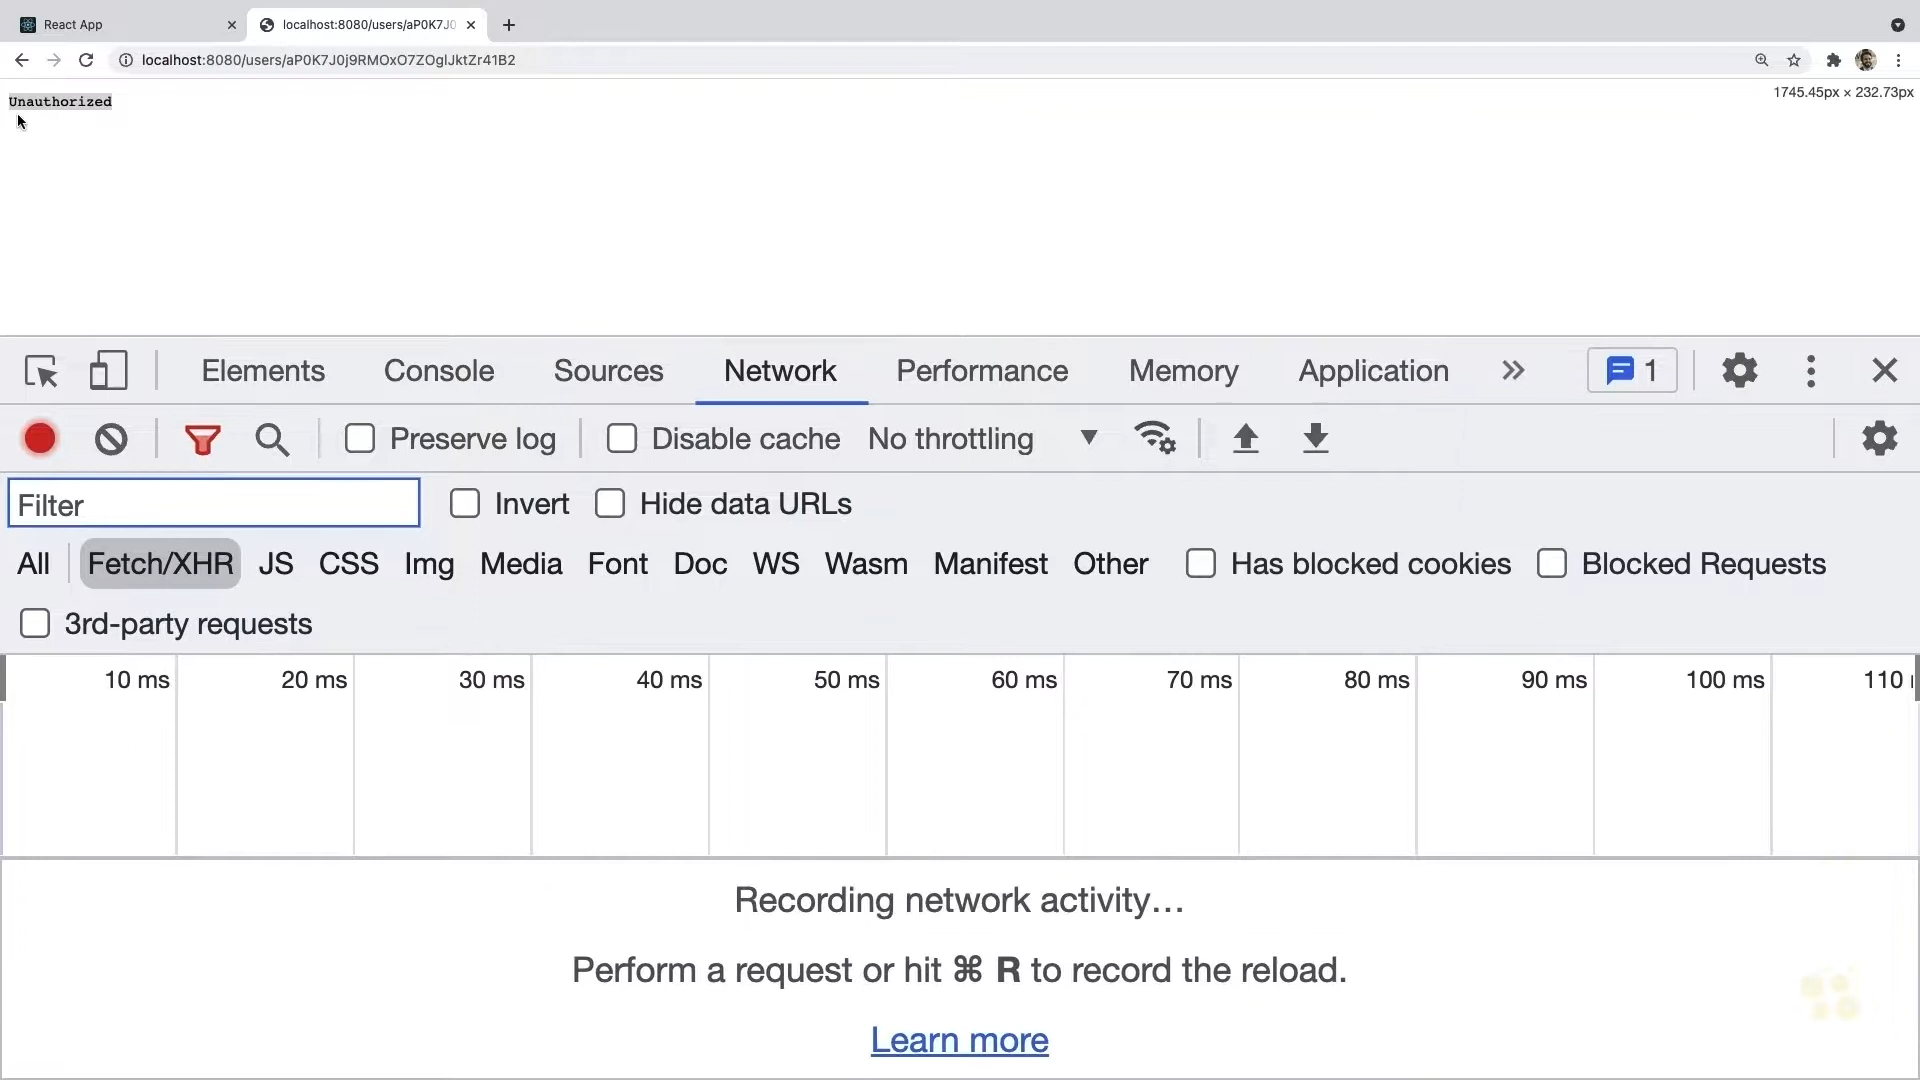 React App
localhost:8080/users/aP0K7J0
localhost:8080/users/aP0K7J0j9RMOxO7ZOglJktZr41B2
Unauthorized
1745.45px × 232.73px
Elements Console Sources Network Performance Memory Application 1
Preserve log Disable cache No throttling
Filter Invert Hide data URLs
All Fetch/XHR JS CSS Img Media Font Doc WS Wasm Manifest Other Has blocked cookies Blocked Requests
3rd-party requests
10 ms 20 ms 30 ms 40 ms 50 ms 60 ms 70 ms 80 ms 90 ms 100 ms 110
Recording network activity…
Perform a request or hit ⌘ R to record the reload.
Learn more